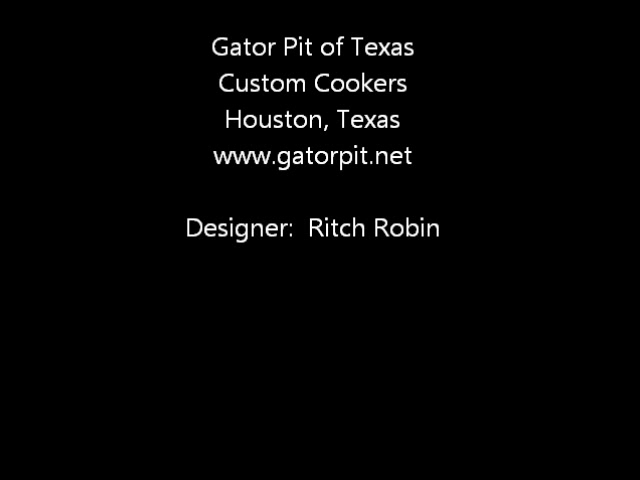 Gator Pit of Texas
Custom Cookers
Houston, Texas
www.gatorpit.net
Designer:  Ritch Robin